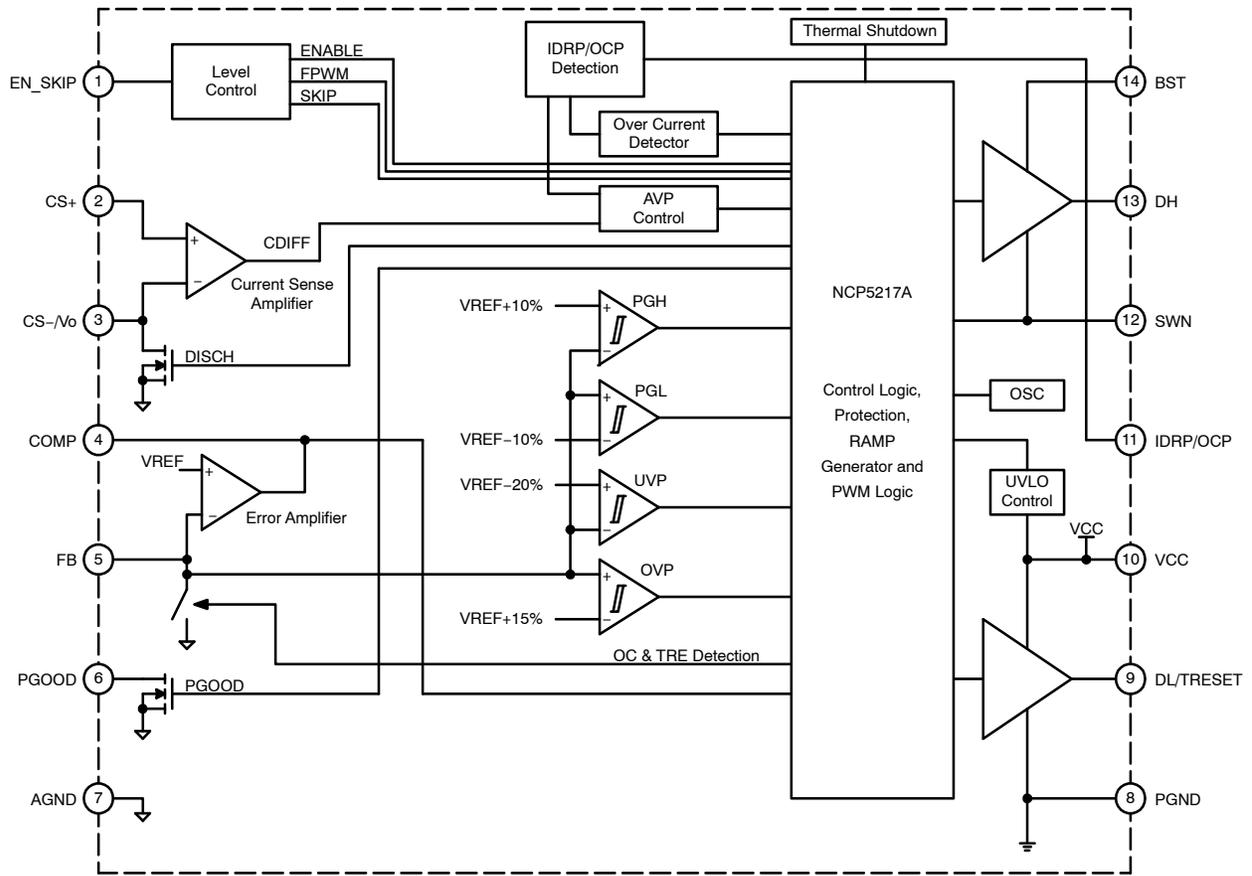 Thermal Shutdown
IDRP/OCP
Detection
ENABLE
FPWM
SKIP
Level
Control
EN_SKIP
1
14
BST
Over Current
Detector
CS+
2
AVP
Control
13
DH
+
CDIFF
−
Current Sense
Amplifier
NCP5217A
VREF+10%
+
PGH
−
CS−/Vo
3
12
SWN
DISCH
PGL
+
VREF−10%
−
Control Logic,
Protection,
RAMP
Generator and
PWM Logic
OSC
COMP
4
11
IDRP/OCP
VREF
+
−
Error Amplifier
VREF−20%
+
UVP
−
UVLO
Control
VCC
FB
5
10
VCC
OVP
+
VREF+15%
−
OC & TRE Detection
PGOOD
6
PGOOD
9
DL/TRESET
AGND
7
8
PGND